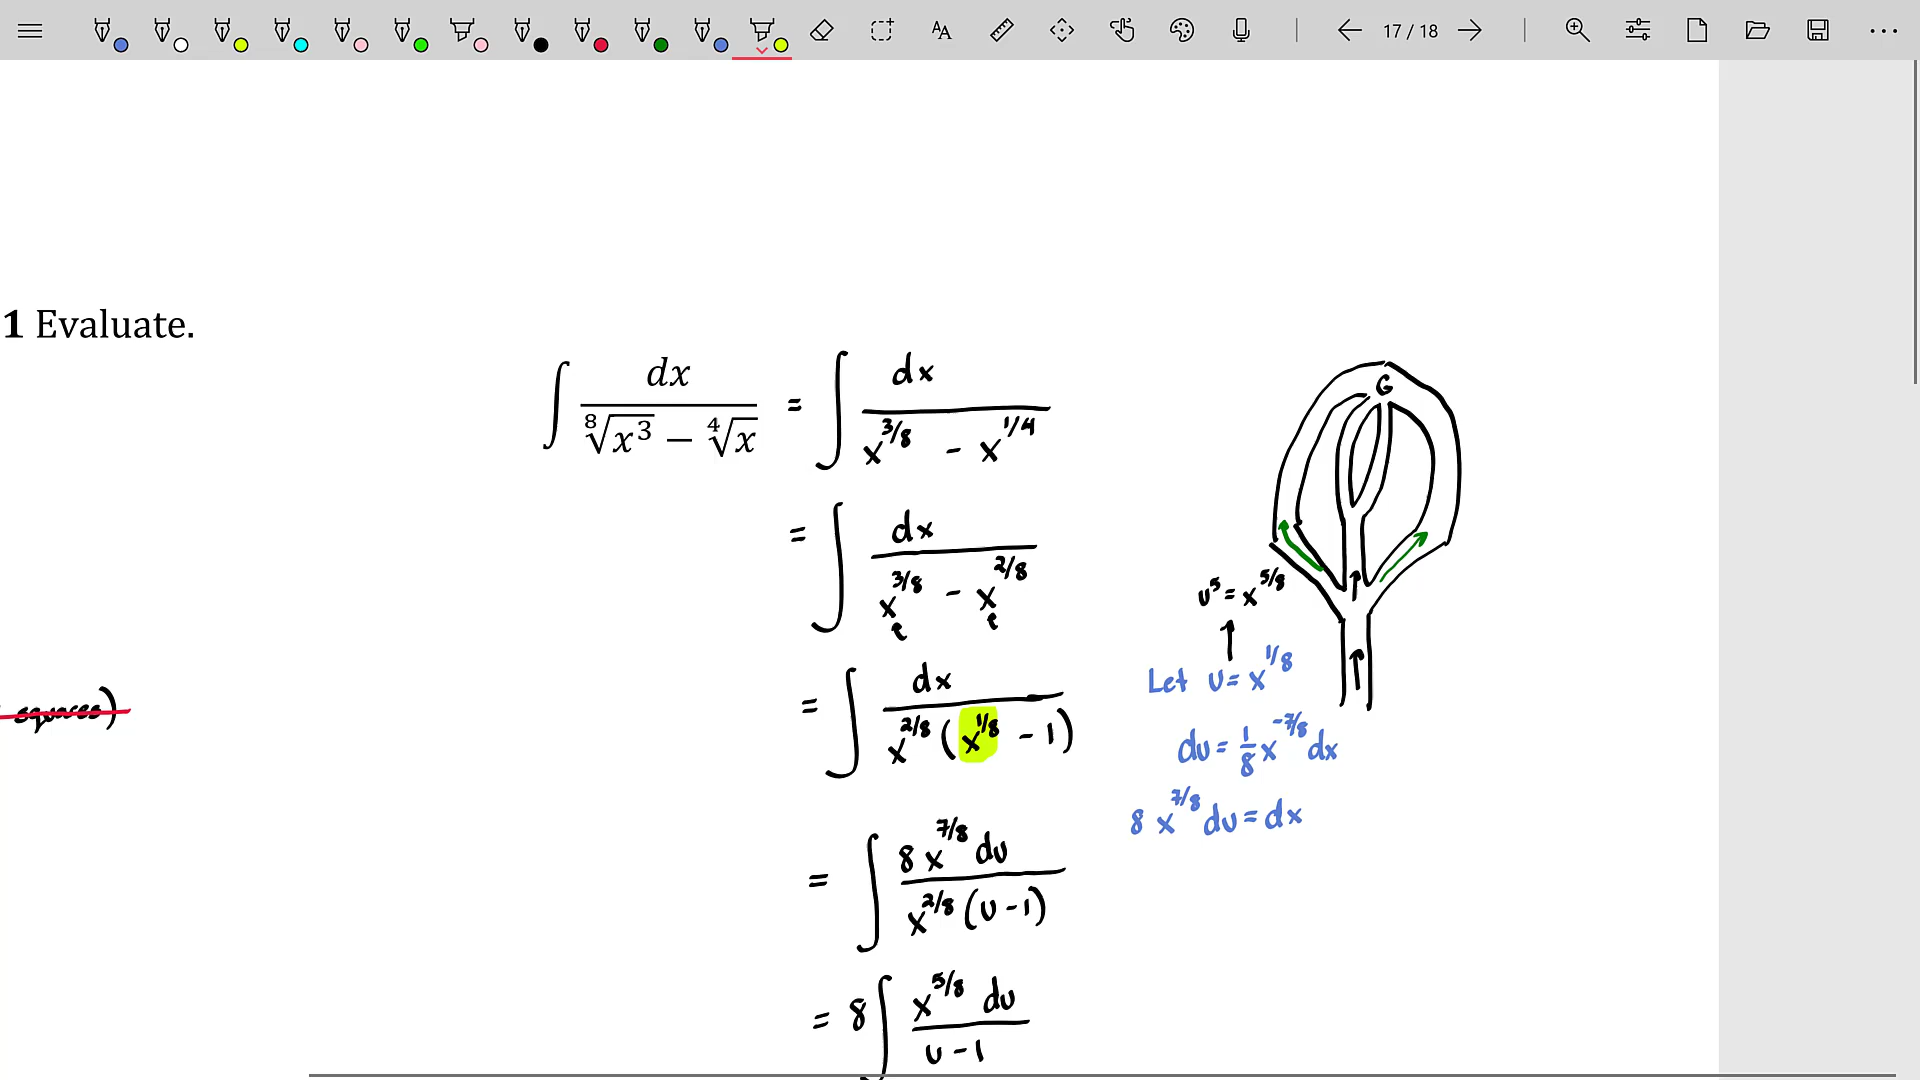 17 / 18
1 Evaluate.
∫ dx / (⁸√x³ − ⁴√x) = ∫ dx / (x^3/8 - x^1/4)
G
= ∫ dx / (x^3/8 - x^2/8)
u^5 = x^5/8
= ∫ dx / (x^2/8 (x^1/8 - 1))
Let u = x^1/8
squares)
du = 1/8 x^-7/8 dx
8 x^7/8 du = dx
= ∫ 8 x^7/8 du / (x^2/8 (u - 1))
= 8 ∫ x^5/8 du / (u - 1)